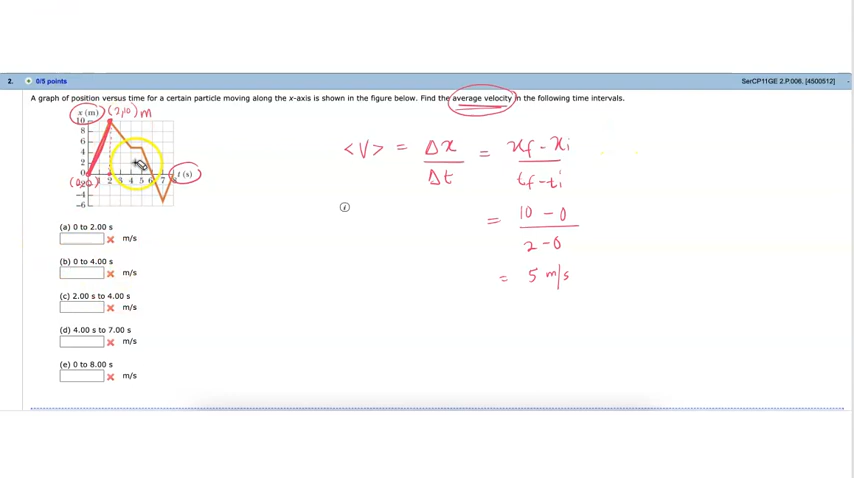 2. 0/5 points SerCP11GE 2.P.006. [4500512]
A graph of position versus time for a certain particle moving along the x-axis is shown in the figure below. Find the average velocity in the following time intervals.
x (m) (2,10) m
10
8
6
4
2
0 t (s)
1 2 3 4 5 6 7
−4
−6
<v> = Δx / Δt = xf - xi / tf - ti
= 10 - 0 / 2 - 0
= 5 m/s
(a) 0 to 2.00 s
m/s
(b) 0 to 4.00 s
m/s
(c) 2.00 s to 4.00 s
m/s
(d) 4.00 s to 7.00 s
m/s
(e) 0 to 8.00 s
m/s